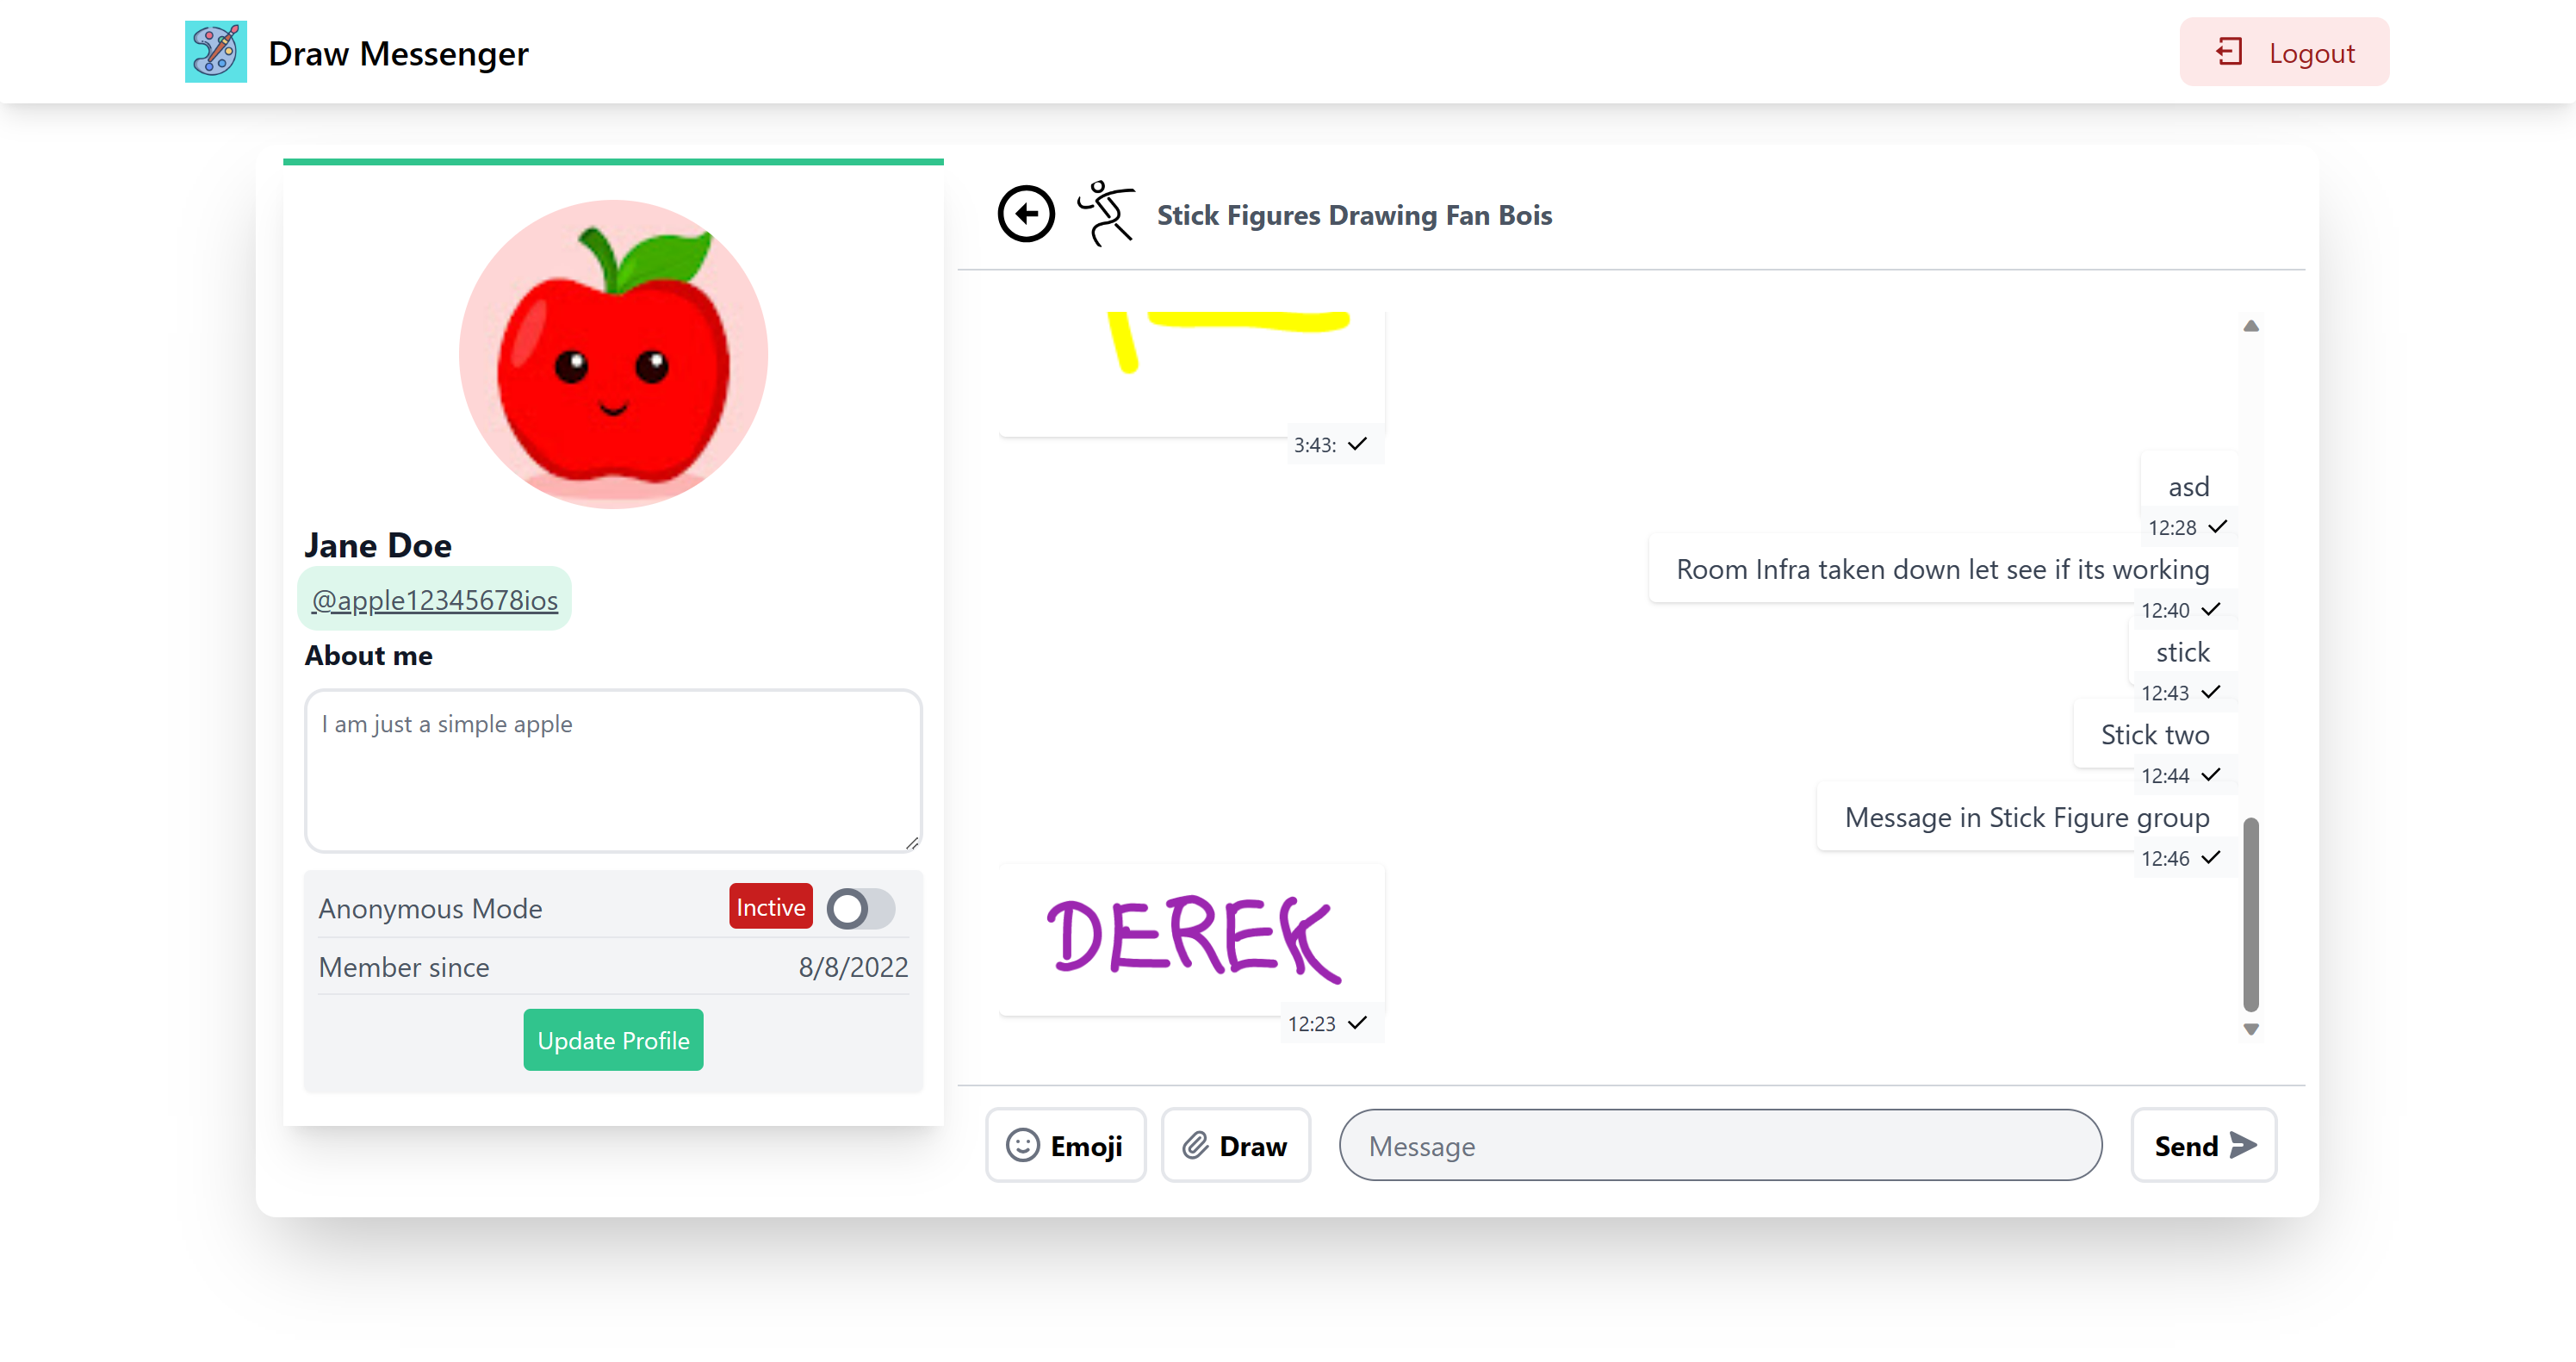 Draw Messenger
Logout
Jane Doe
@apple12345678ios
About me
I am just a simple apple
Anonymous Mode Inctive
Member since 8/8/2022
Update Profile
Stick Figures Drawing Fan Bois
3:43:
asd
12:28
Room Infra taken down let see if its working
12:40
stick
12:43
Stick two
12:44
Message in Stick Figure group
12:46
DEREK
12:23
Emoji
Draw
Message
Send